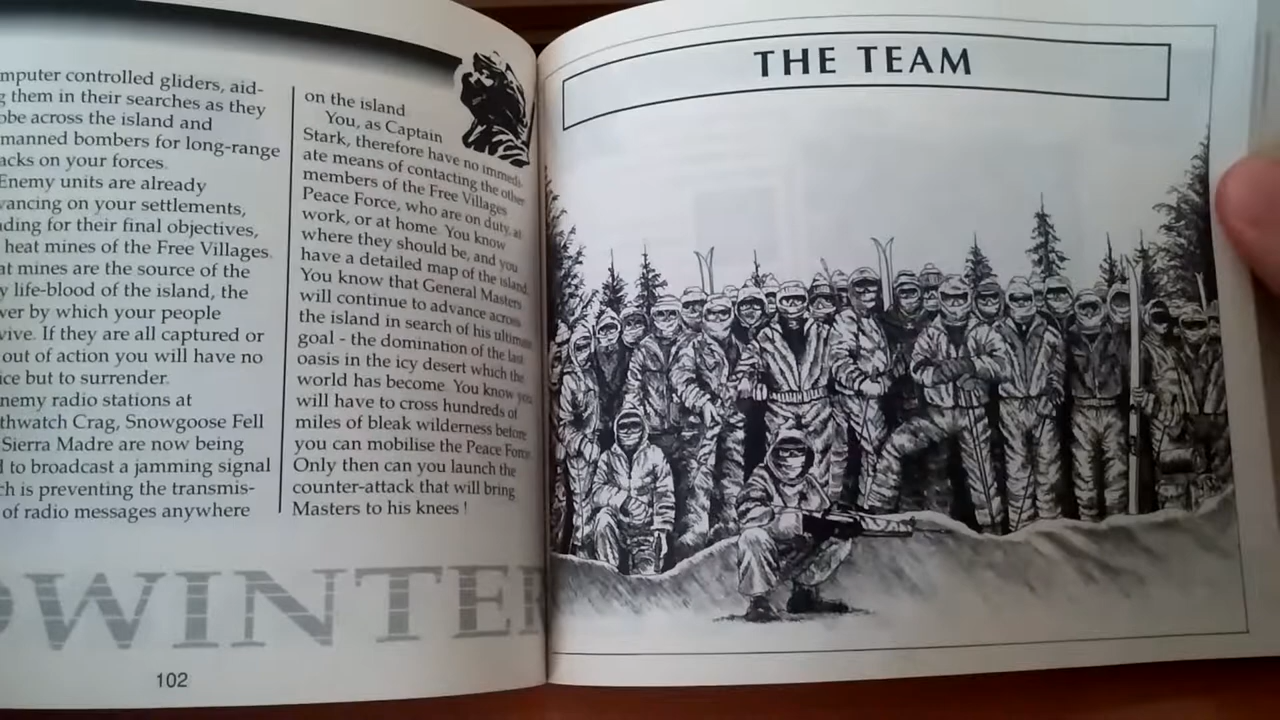 mputer controlled gliders, aid-
g them in their searches as they
obe across the island and
manned bombers for long-range
acks on your forces.
Enemy units are already
vancing on your settlements,
ding for their final objectives,
heat mines of the Free Villages.
at mines are the source of the
y life-blood of the island, the
ver by which your people
vive. If they are all captured or
out of action you will have no
ice but to surrender.
nemy radio stations at
thwatch Crag, Snowgoose Fell
Sierra Madre are now being
d to broadcast a jamming signal
ch is preventing the transmis-
of radio messages anywhere
on the island
You, as Captain
Stark, therefore have no immedi-
ate means of contacting the other
members of the Free Villages
Peace Force, who are on duty, at
work, or at home. You know
where they should be, and you
have a detailed map of the island.
You know that General Masters
will continue to advance across
the island in search of his ultimate
goal - the domination of the last
oasis in the icy desert which the
world has become. You know you
will have to cross hundreds of
miles of bleak wilderness before
you can mobilise the Peace Force.
Only then can you launch the
counter-attack that will bring
Masters to his knees !
DWINTER
102
THE TEAM